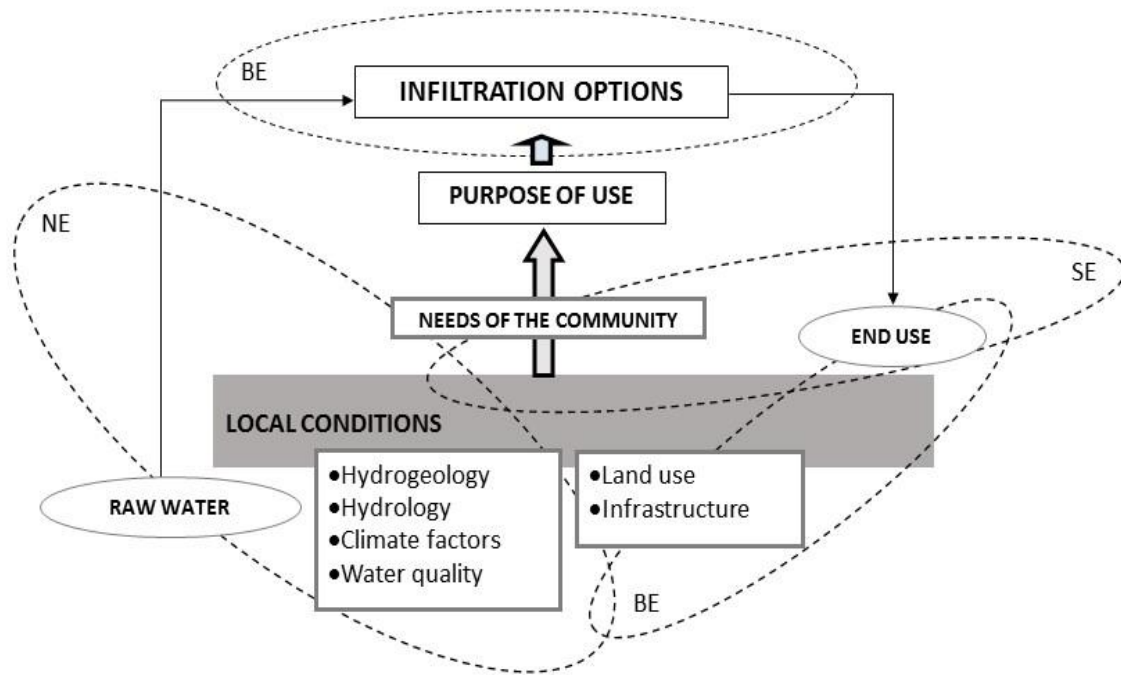 BE
INFILTRATION OPTIONS
PURPOSE OF USE
NE
SE
NEEDS OF THE COMMUNITY
END USE
LOCAL CONDITIONS
RAW WATER
•Hydrogeology
•Hydrology
•Climate factors
•Water quality
•Land use
•Infrastructure
BE